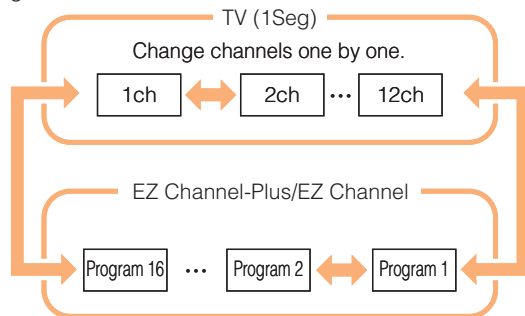 TV (1Seg)
Change channels one by one.
1ch 2ch ··· 12ch
EZ Channel-Plus/EZ Channel
Program 16 ··· Program 2 Program 1